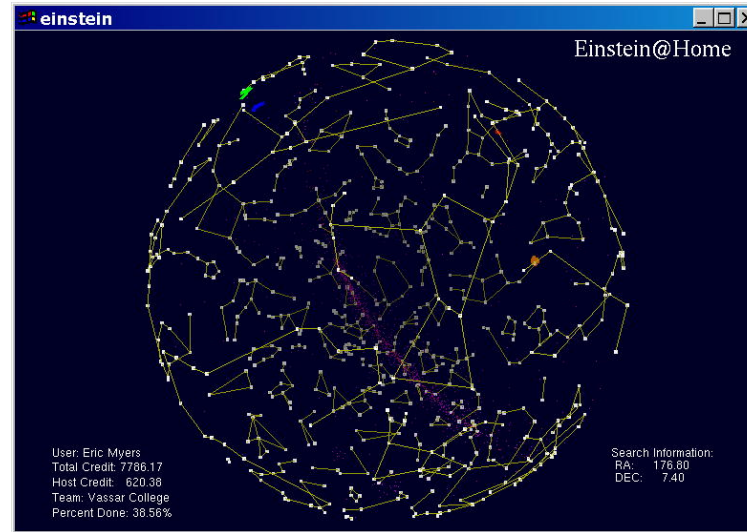 einstein
Einstein@Home
User: Eric Myers
Total Credit: 7786.17
Host Credit: 620.38
Team: Vassar College
Percent Done: 38.56%
Search Information:
RA: 176.80
DEC: 7.40